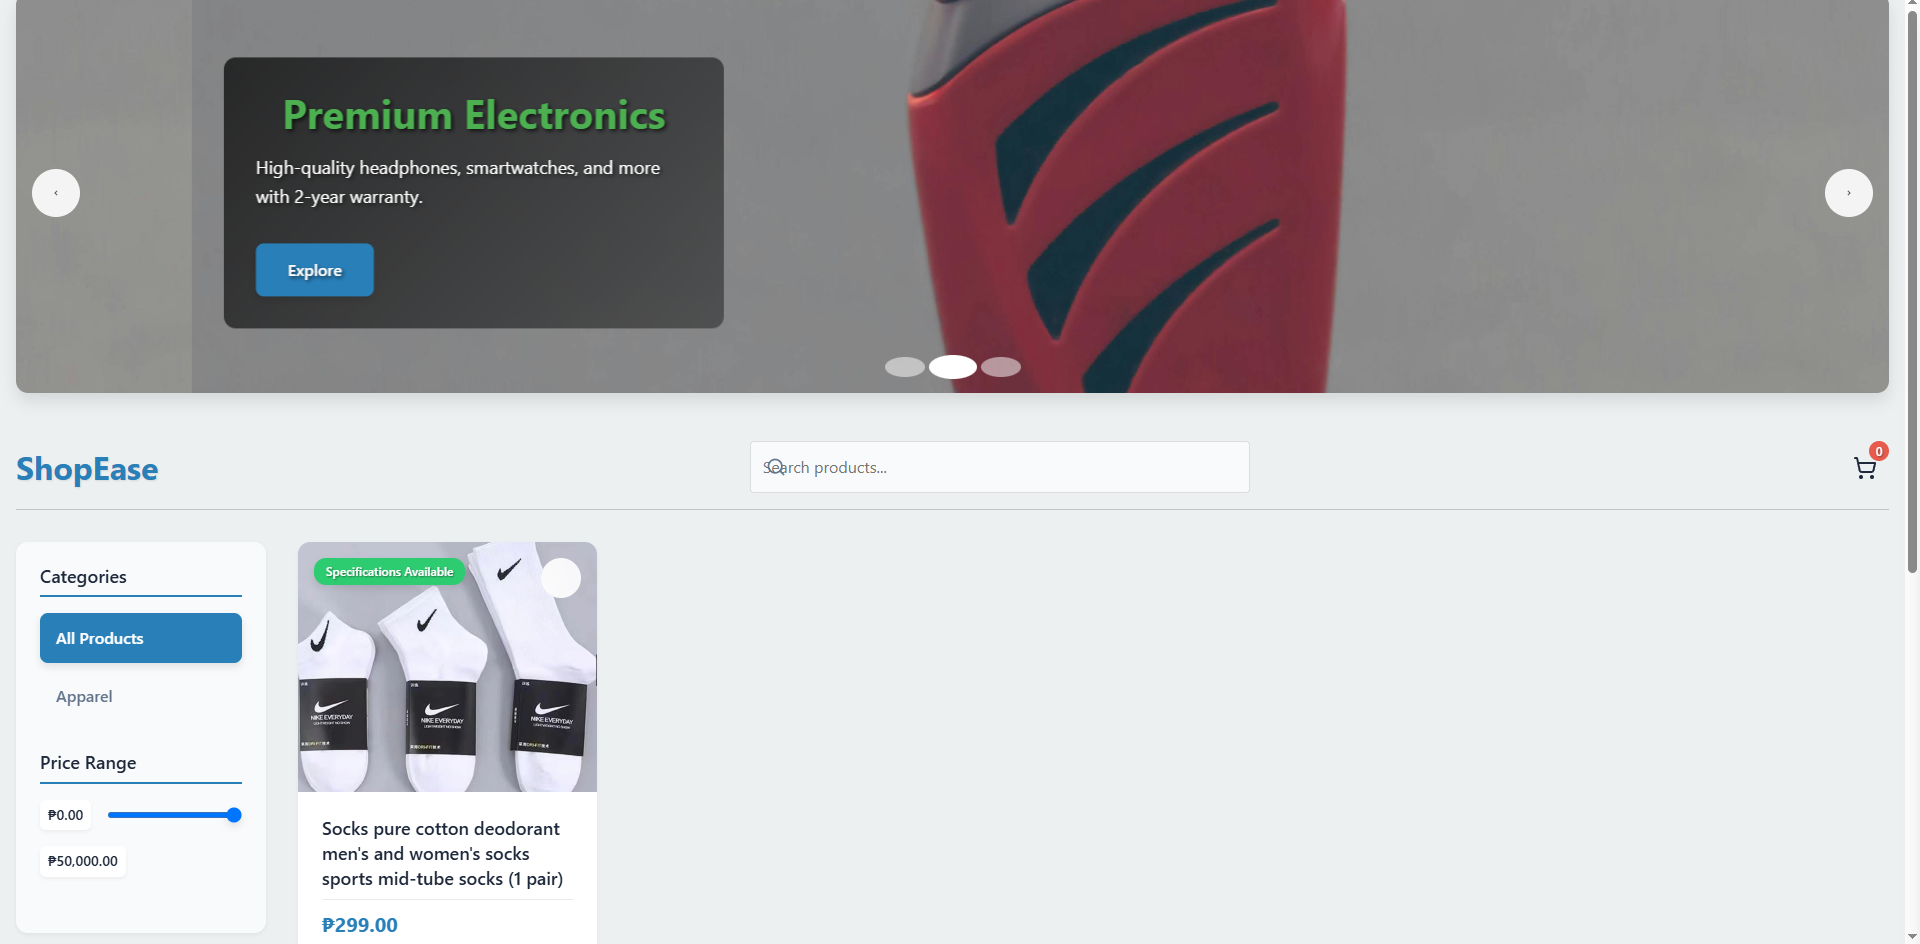 Premium Electronics
High-quality headphones, smartwatches, and more
with 2-year warranty.
‹
›
Explore
ShopEase
Search products...
0
Categories
All Products
Apparel
Price Range
₱0.00
₱50,000.00
Specifications Available
NIKE EVERYDAY
NIKE EVERYDAY
NIKE EVERYDAY
Socks pure cotton deodorant
men's and women's socks
sports mid-tube socks (1 pair)
₱299.00